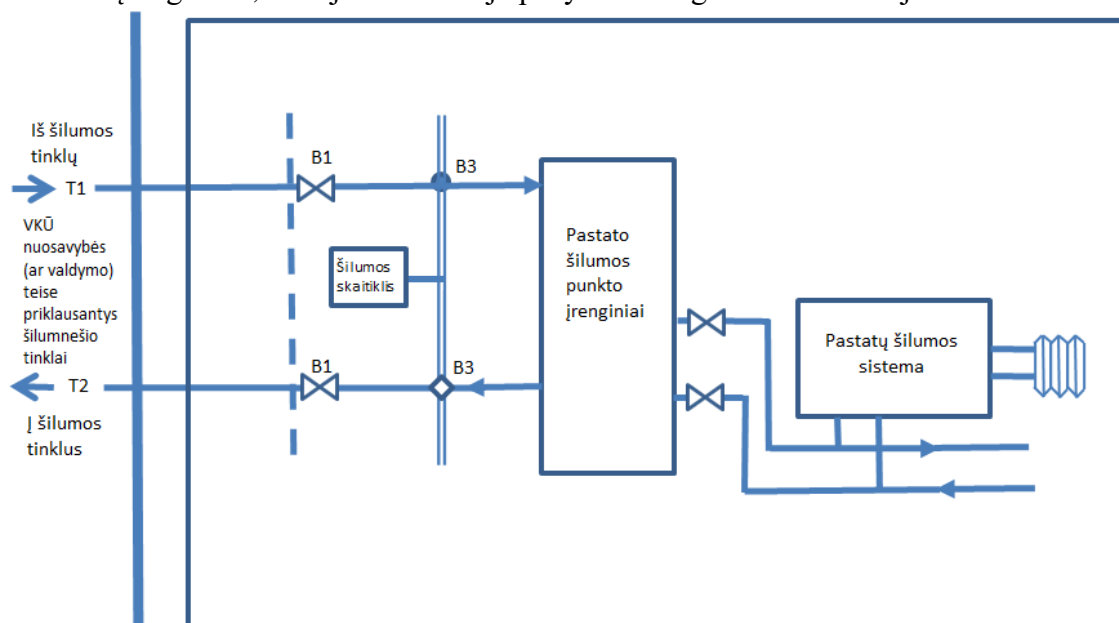 Iš šilumos
tinklų
T1
VKŪ
nuosavybės
(ar valdymo)
teise
priklausantys
šilumnešio
tinklai
T2
Į šilumos
tinklus
B1
B3
Šilumos
skaitiklis
B1
B3
Pastato
šilumos
punkto
įrenginiai
Pastatų šilumos
sistema